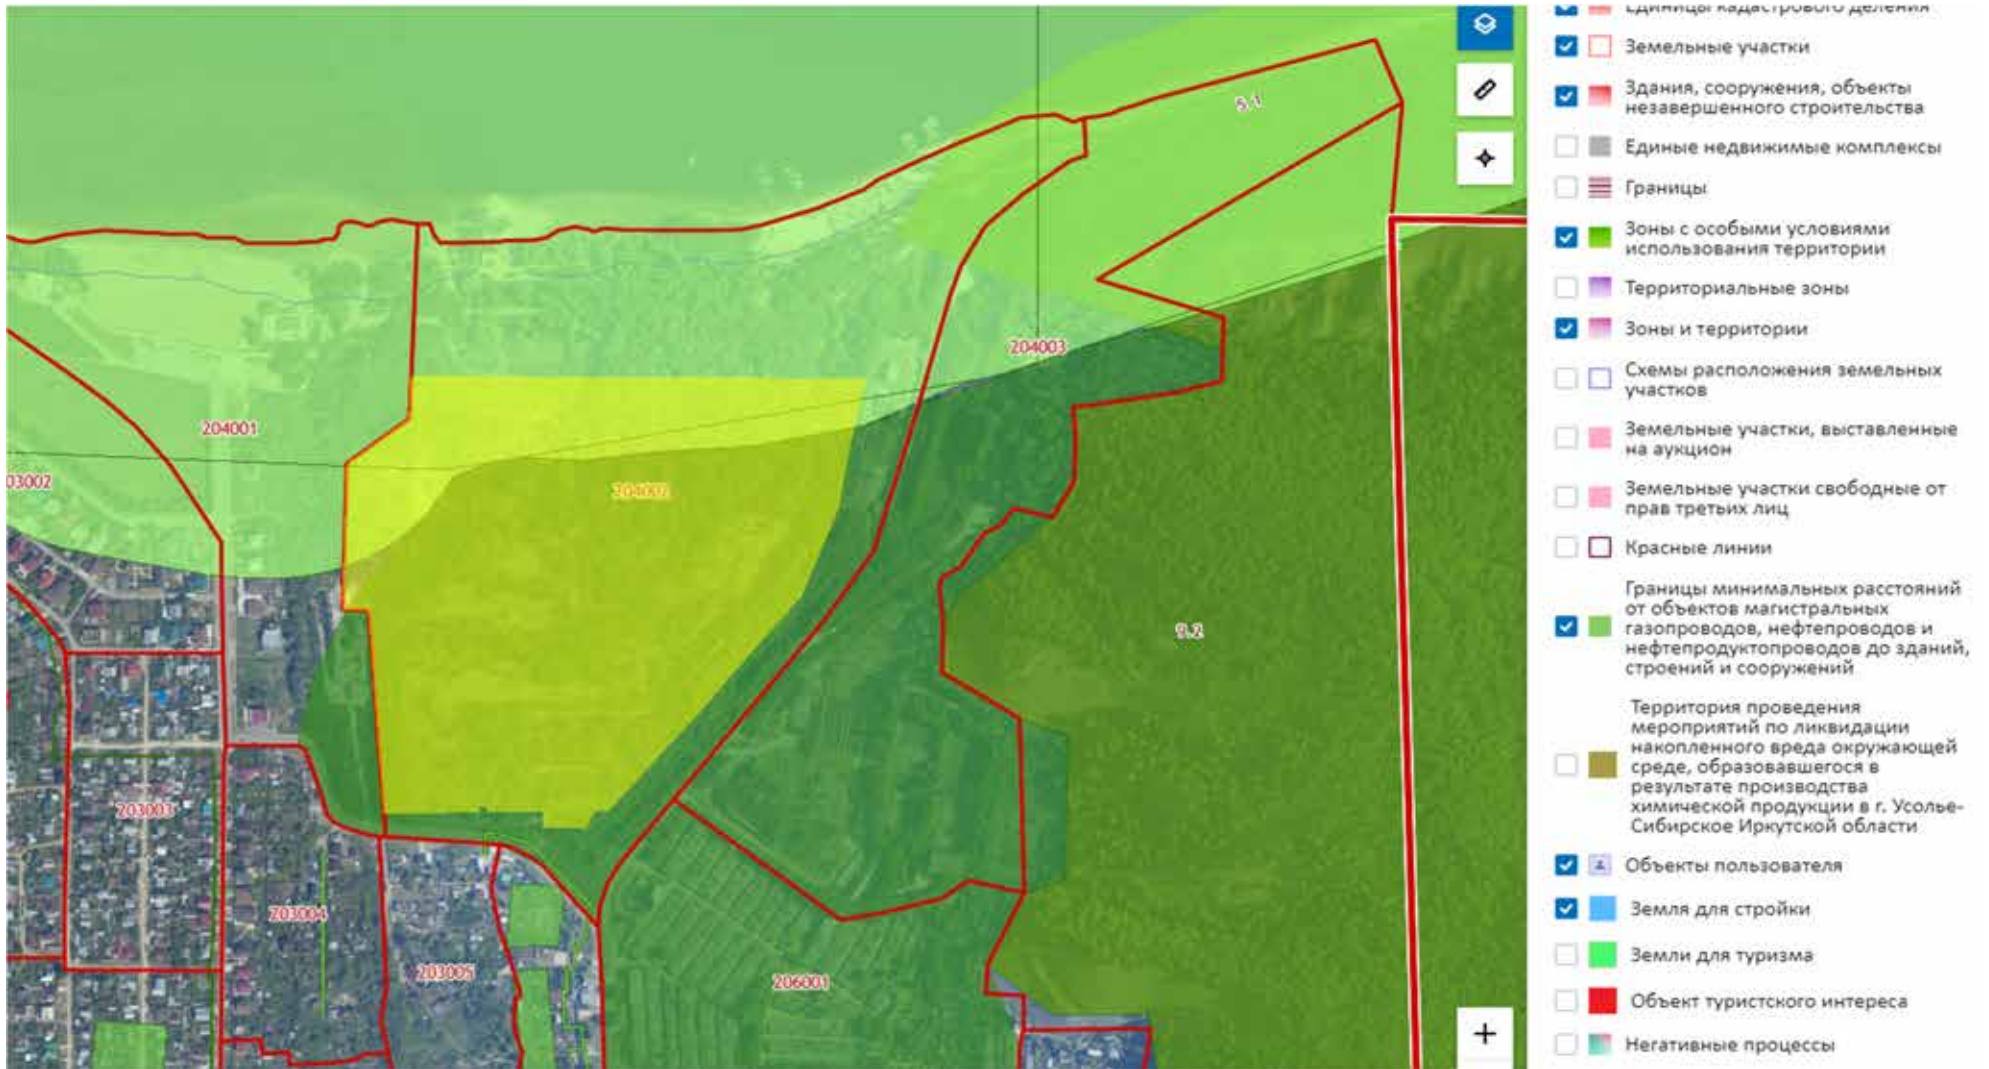 5.1
204003
204001
03002
204002
9.2
203003
203004
203005
206001
Единицы кадастрового деления
Земельные участки
Здания, сооружения, объекты
незавершенного строительства
Единые недвижимые комплексы
Границы
Зоны с особыми условиями
использования территории
Территориальные зоны
Зоны и территории
Схемы расположения земельных
участков
Земельные участки, выставленные
на аукцион
Земельные участки свободные от
прав третьих лиц
Красные линии
Границы минимальных расстояний
от объектов магистральных
газопроводов, нефтепроводов и
нефтепродуктопроводов до зданий,
строений и сооружений
Территория проведения
мероприятий по ликвидации
накопленного вреда окружающей
среде, образовавшегося в
результате производства
химической продукции в г. Усолье-
Сибирское Иркутской области
Объекты пользователя
Земля для стройки
Земли для туризма
Объект туристского интереса
Негативные процессы